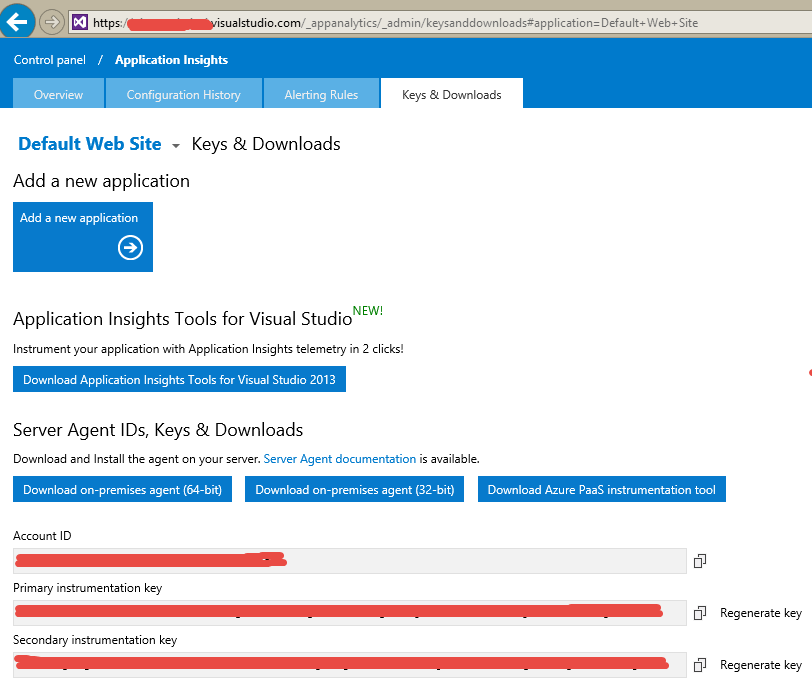 https:/ visualstudio.com/_appanalytics/_admin/keysanddownloads#application=Default+Web+Site
Control panel / Application Insights
Overview Configuration History Alerting Rules Keys & Downloads
Default Web Site Keys & Downloads
Add a new application
Add a new application
Application Insights Tools for Visual Studio NEW!
Instrument your application with Application Insights telemetry in 2 clicks!
Download Application Insights Tools for Visual Studio 2013
Server Agent IDs, Keys & Downloads
Download and Install the agent on your server. Server Agent documentation is available.
Download on-premises agent (64-bit) Download on-premises agent (32-bit) Download Azure PaaS instrumentation tool
Account ID
Primary instrumentation key
Regenerate key
Secondary instrumentation key
Regenerate key